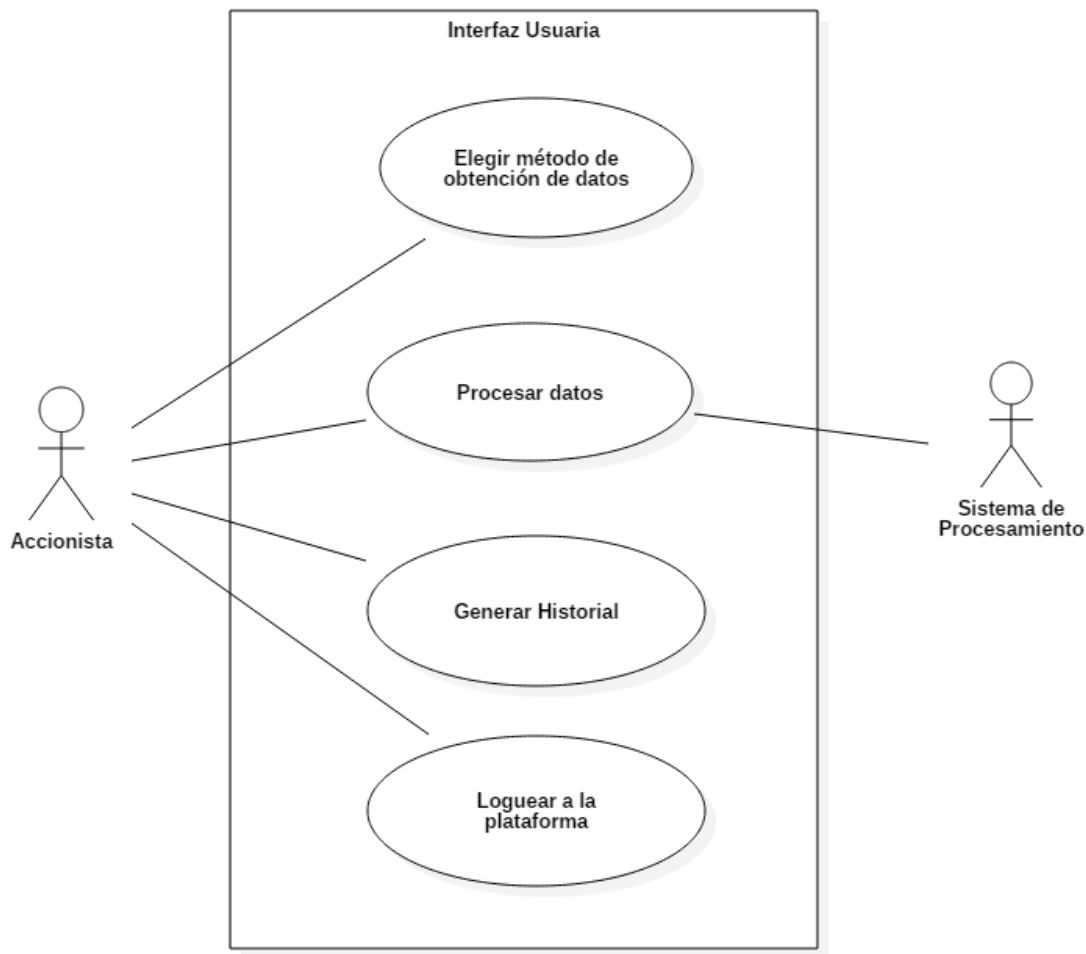 Interfaz Usuaria
Elegir método de
obtención de datos
Procesar datos
Accionista
Sistema de
Procesamiento
Generar Historial
Loguear a la
plataforma